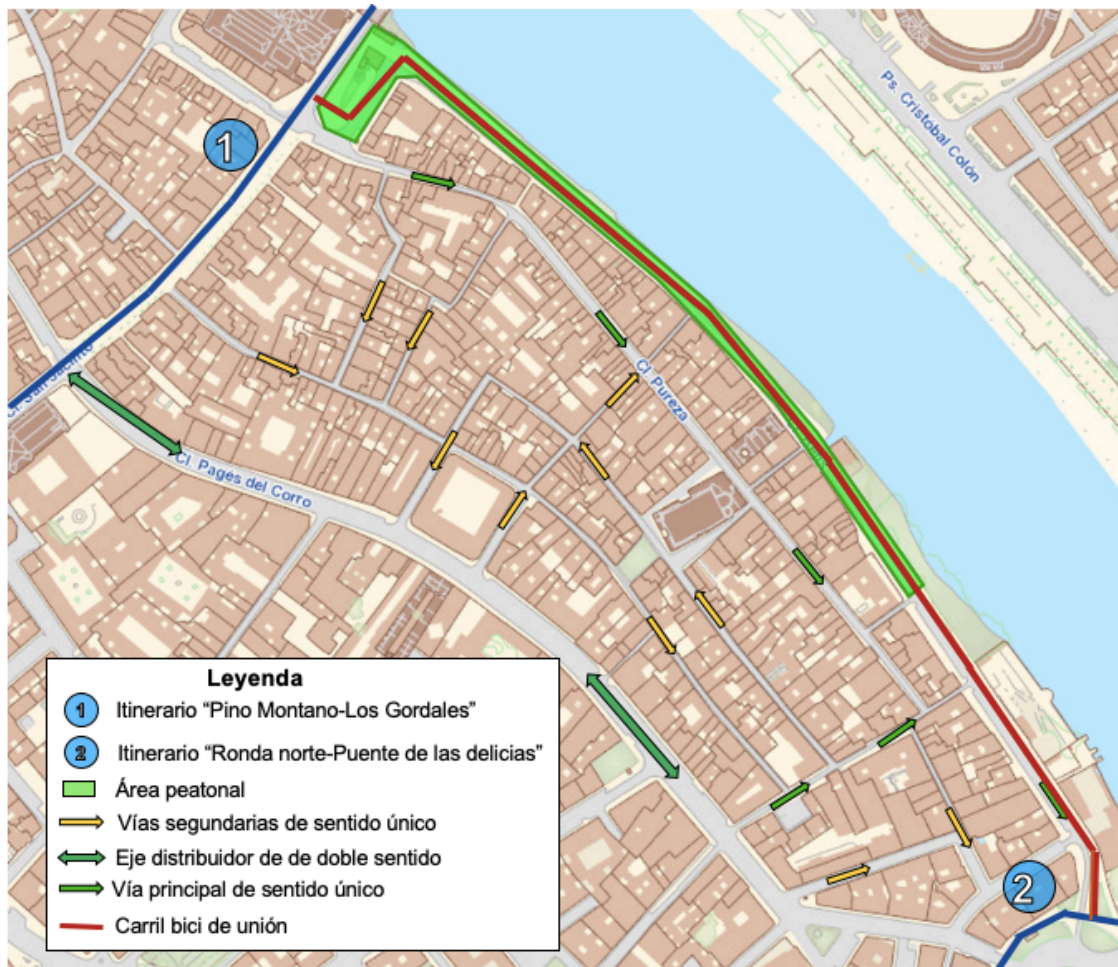 1
Ps. Cristobal Colón
Cl. Pureza
Cl. San Jacinto
Cl. Pagés del Corro
Leyenda
1 Itinerario “Pino Montano-Los Gordales”
2 Itinerario “Ronda norte-Puente de las delicias”
Área peatonal
Vías segundarias de sentido único
Eje distribuidor de de doble sentido
Vía principal de sentido único
Carril bici de unión
2